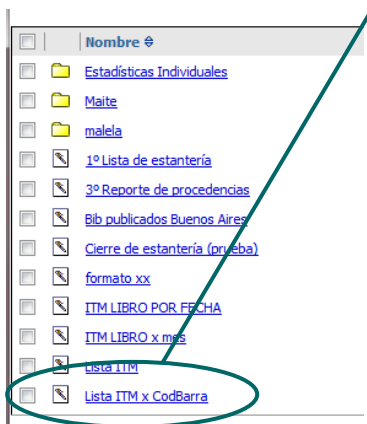 Nombre
Estadísticas Individuales
Maite
malela
1º Lista de estantería
3º Reporte de procedencias
Bib publicados Buenos Aires
Cierre de estantería (prueba)
formato xx
ITM LIBRO POR FECHA
ITM LIBRO x mes
Lista ITM
Lista ITM x CodBarra